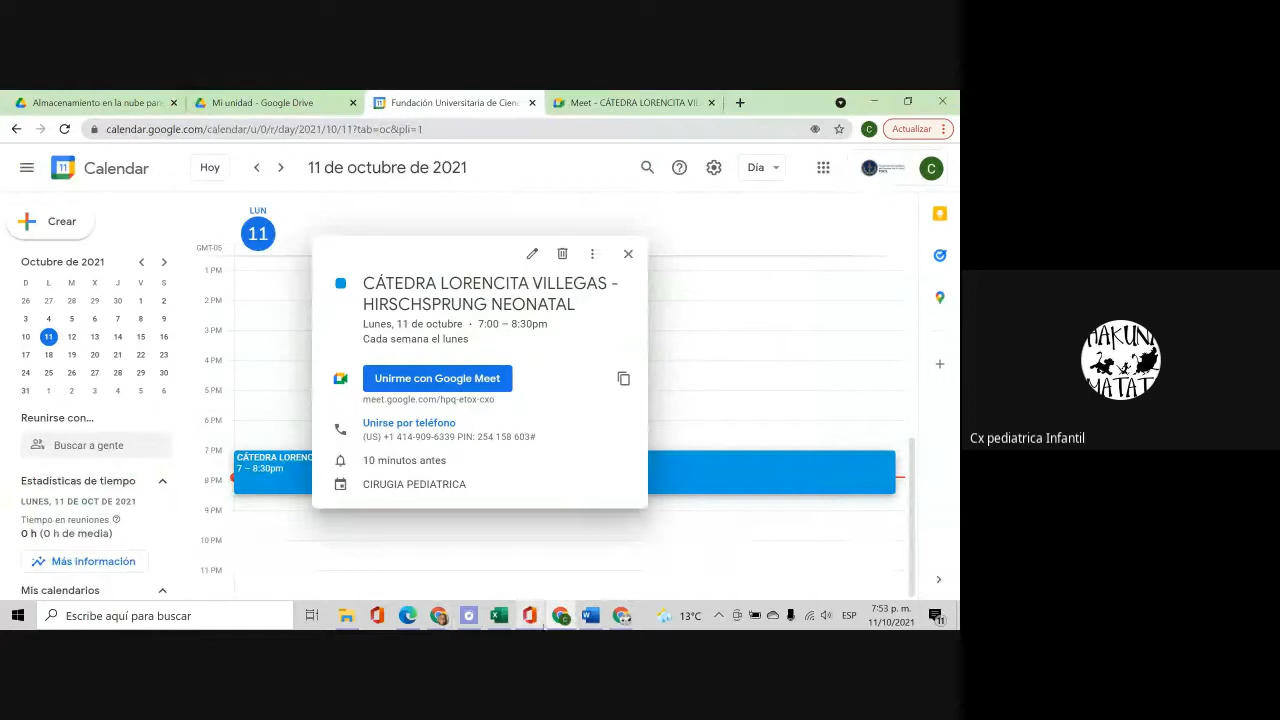 Almacenamiento en la nube par
Mi unidad - Google Drive
Fundación Universitaria de Cienc
Meet - CÁTEDRA LORENCITA VIL
calendar.google.com/calendar/u/0/r/day/2021/10/11?tab=oc&pli=1
C
Actualizar
11
Calendar
Hoy
11 de octubre de 2021
Día
C
Crear
LUN
11
GMT-05
Octubre de 2021
D L M M J V S
26 27 28 29 30 1 2
3 4 5 6 7 8 9
10 11 12 13 14 15 16
17 18 19 20 21 22 23
24 25 26 27 28 29 30
31 1 2 3 4 5 6
Reunirse con...
Buscar a gente
Estadísticas de tiempo
LUNES, 11 DE OCT DE 2021
Tiempo en reuniones
0 h (0 h de media)
Más información
Mis calendarios
1 PM
2 PM
3 PM
4 PM
5 PM
6 PM
7 PM
8 PM
9 PM
10 PM
11 PM
CÁTEDRA LORENC
7 – 8:30pm
CÁTEDRA LORENCITA VILLEGAS -
HIRSCHSPRUNG NEONATAL
Lunes, 11 de octubre · 7:00 – 8:30pm
Cada semana el lunes
Unirme con Google Meet
meet.google.com/hpq-etox-cxo
Unirse por teléfono
(US) +1 414-909-6339 PIN: 254 158 603#
10 minutos antes
CIRUGIA PEDIATRICA
Escribe aquí para buscar
13°C
ESP
7:53 p. m.
11/10/2021
11
HAKUNA
MATATA
Cx pediatrica Infantil